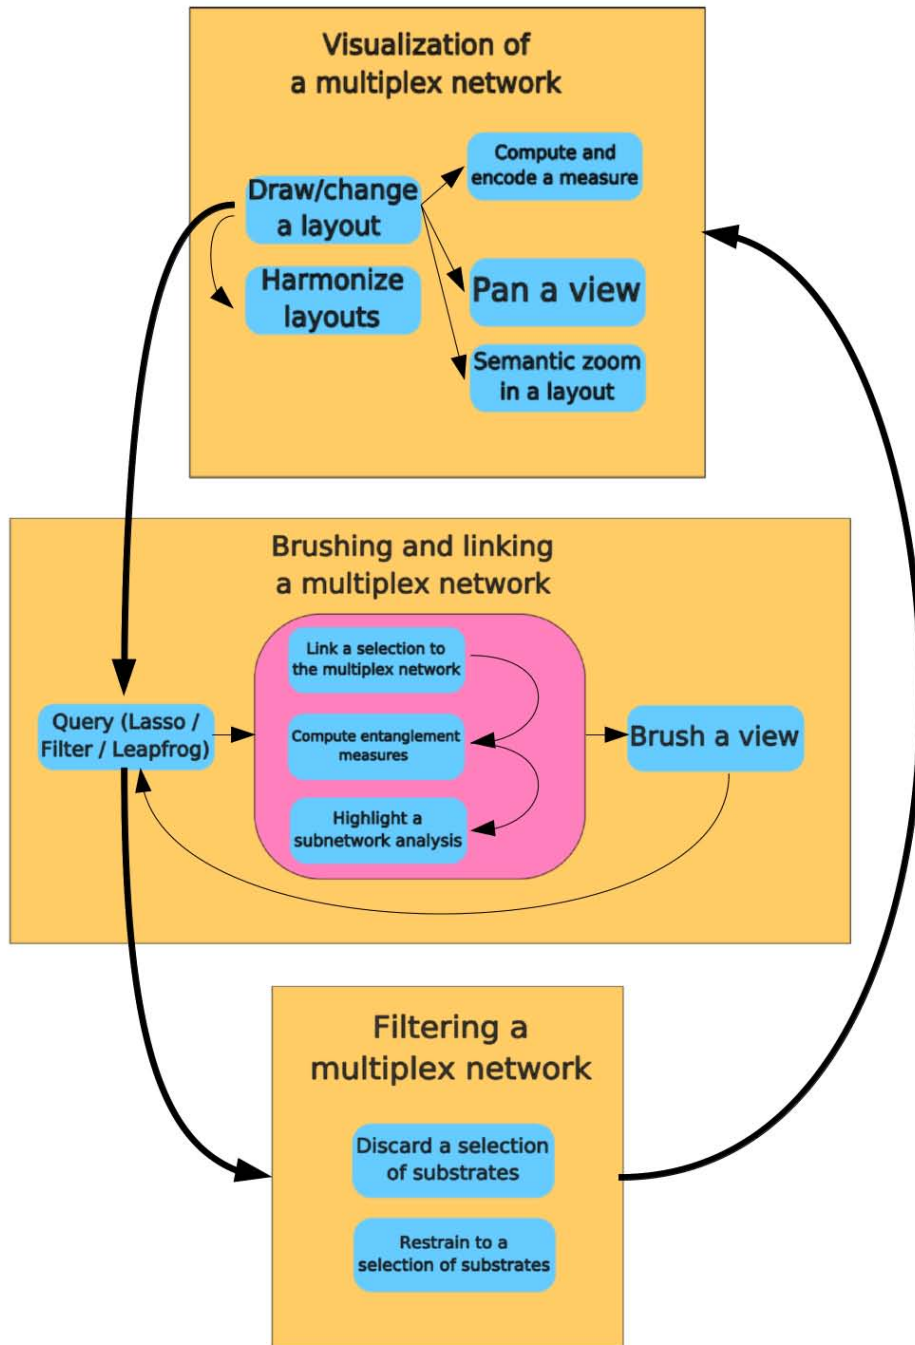 Visualization of
a multiplex network
Compute and
encode a measure
Draw/change
a layout
Harmonize
layouts
Pan a view
Semantic zoom
in a layout
Brushing and linking
a multiplex network
Link a selection to
the multiplex network
Query (Lasso /
Filter / Leapfrog)
Compute entanglement
measures
Brush a view
Highlight a
subnetwork analysis
Filtering a
multiplex network
Discard a selection
of substrates
Restrain to a
selection of substrates